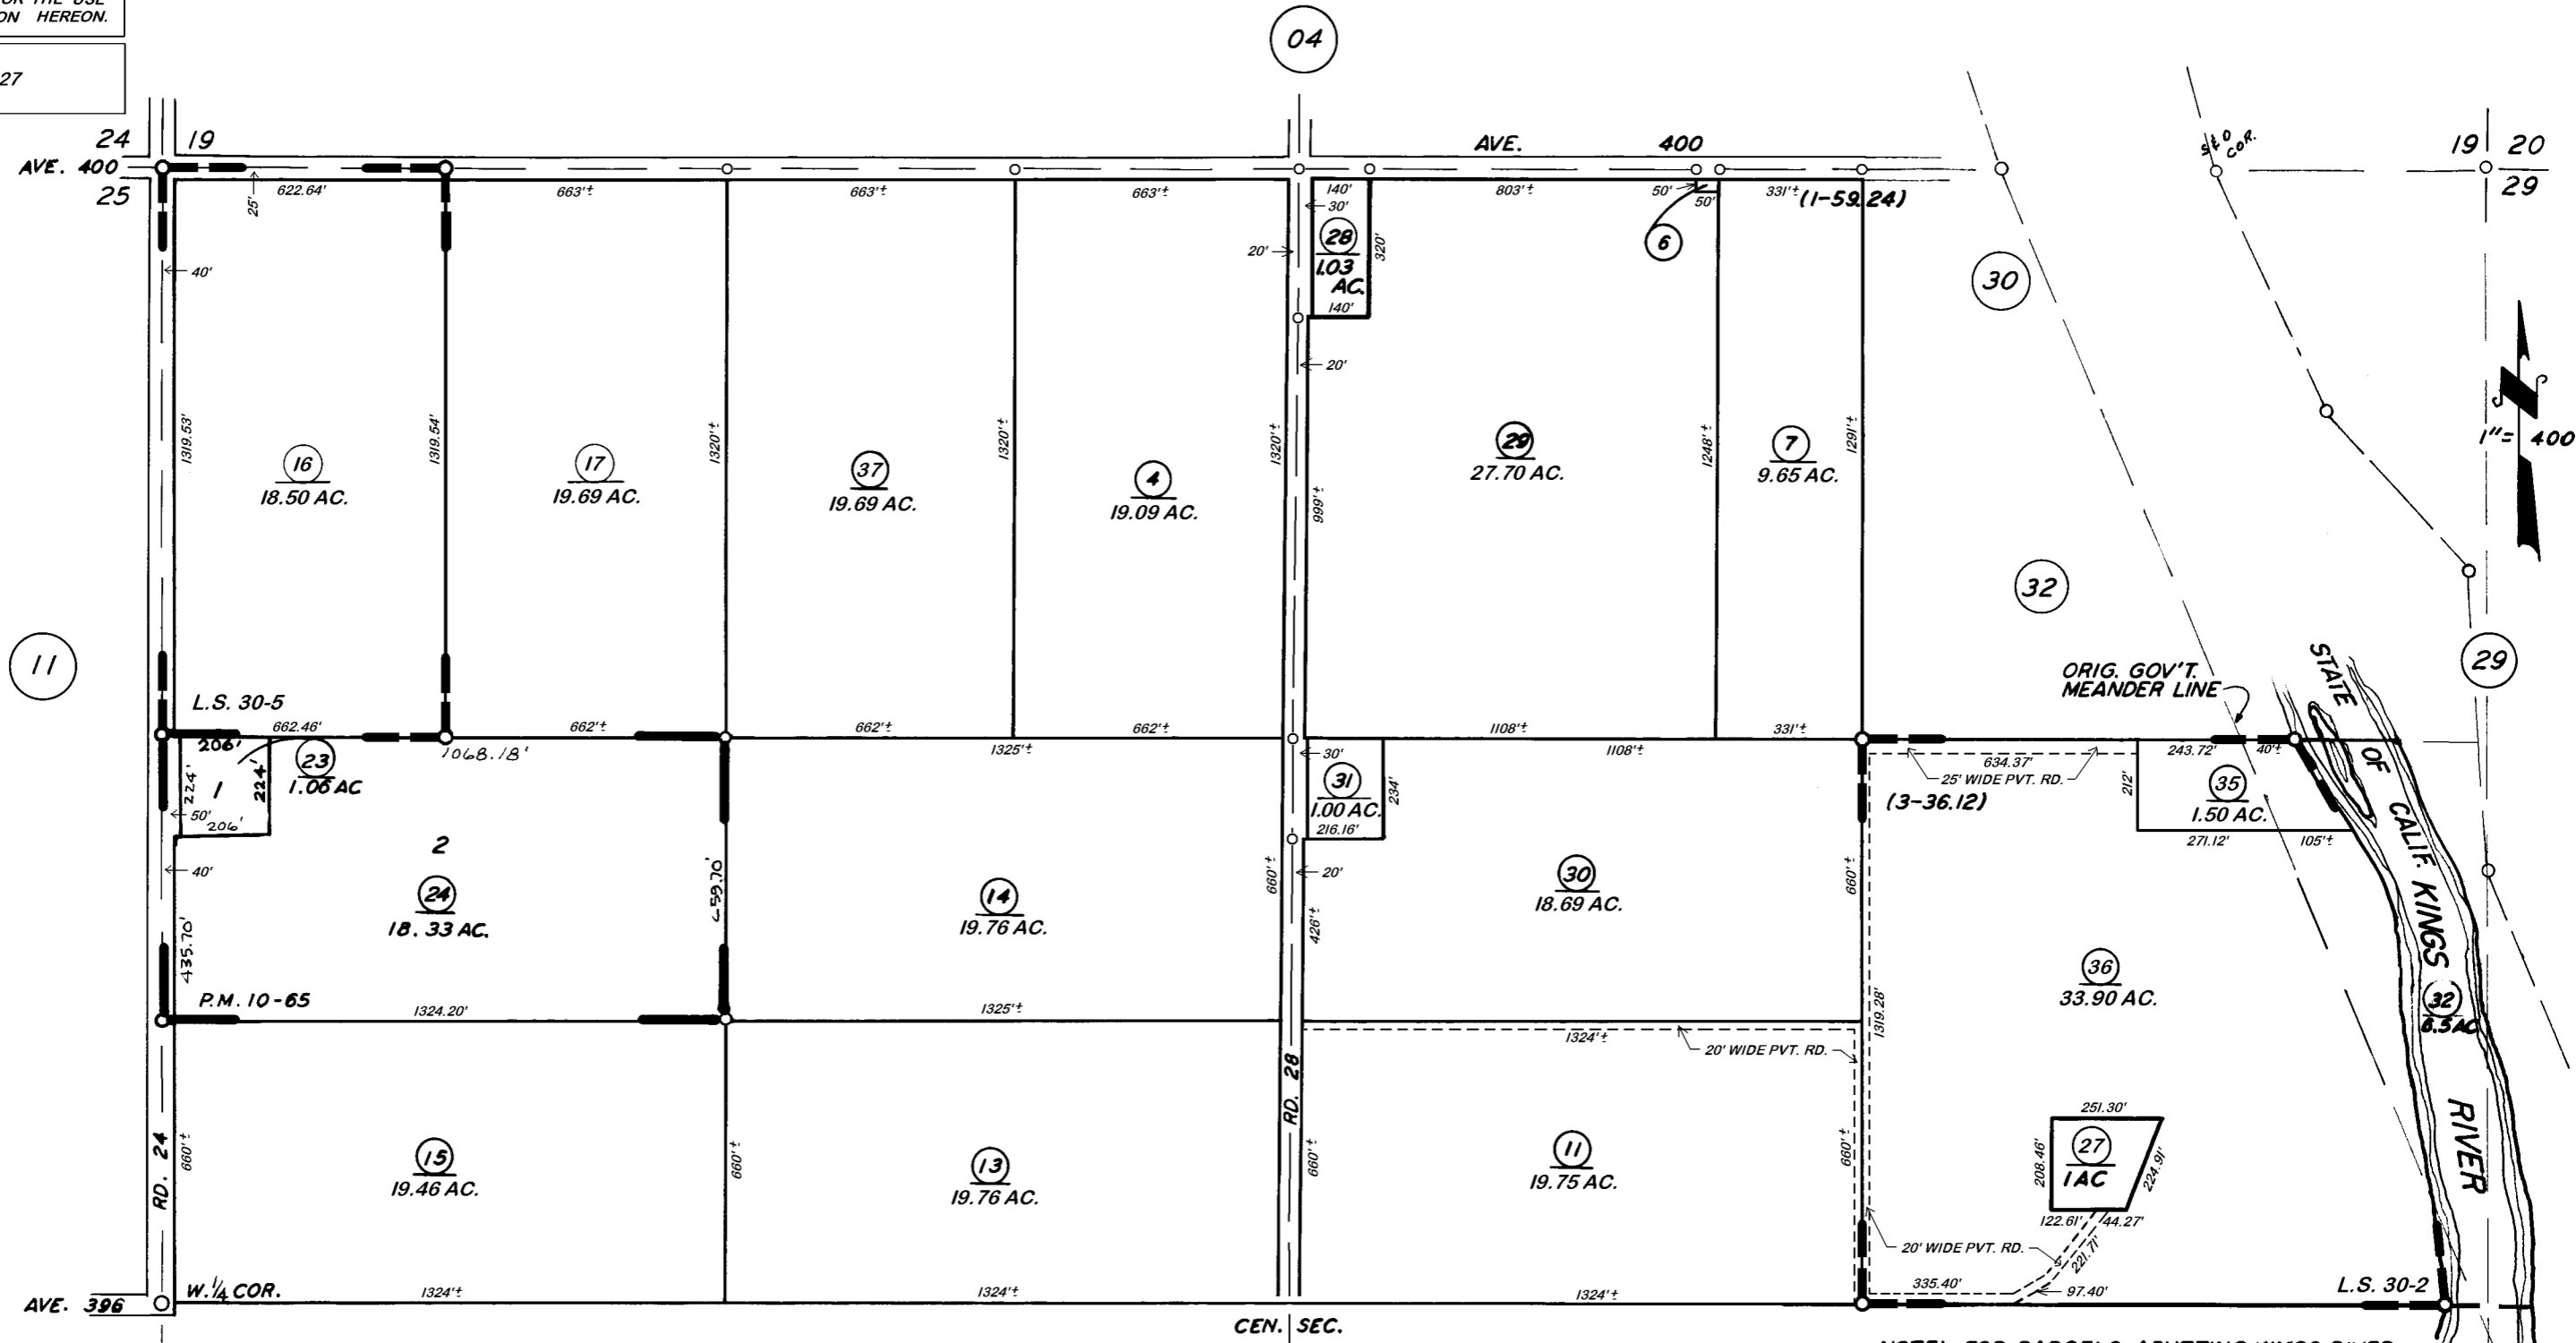 OR THE USE
ON HEREON.
27
04
24 19
AVE. 400
25
AVE. 400
S&D COR.
19 20
29
622.64'
25'
663'±
663'±
663'±
140'
30'
803'±
50'
50'
331'±
(1-59.24)
6
40'
20'
28
1.03
AC.
320'
140'
20'
30
1"= 400
1319.53'
1319.54'
1320'±
1320'±
1320'±
999'±
1248'±
1291'±
16
18.50 AC.
17
19.69 AC.
37
19.69 AC.
4
19.09 AC.
29
27.70 AC.
7
9.65 AC.
32
11
29
ORIG. GOV'T.
MEANDER LINE
L.S. 30-5
662.46'
662'±
662'±
662'±
1108'±
331'±
206'
1068.18'
1325'±
30'
1108'±
634.37'
243.72'
40'±
25' WIDE PVT. RD.
224'
1
224'
23
1.06 AC
50'
206'
31
1.00 AC.
234'
216.16'
(3-36.12)
212'
35
1.50 AC.
271.12'
105'±
2
40'
24
18.33 AC.
435.70'
14
19.76 AC.
660'±
20'
426'±
30
18.69 AC.
660'±
36
33.90 AC.
STATE OF CALIF. KINGS RIVER
32
P.M. 10-65
1324.20'
1325'±
1324'±
20' WIDE PVT. RD.
1319.28'
RD. 24
660'±
15
19.46 AC.
660'±
13
19.76 AC.
RD. 28
660'±
11
19.75 AC.
660'±
251.30'
208.46'
27
1 AC
224.91'
122.61'
44.27'
20' WIDE PVT. RD.
221.71'
335.40'
97.40'
L.S. 30-2
W. 1/4 COR.
AVE. 396
1324'±
1324'±
1324'±
CEN. SEC.